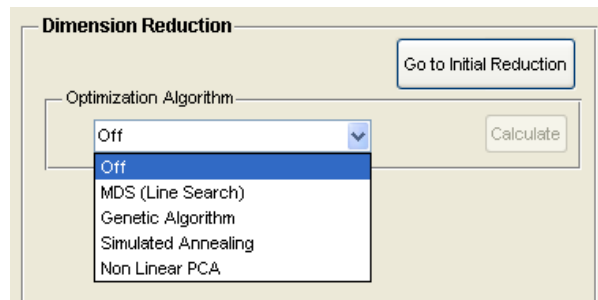 Dimension Reduction
Go to Initial Reduction
Optimization Algorithm
Off
Calculate
Off
MDS (Line Search)
Genetic Algorithm
Simulated Annealing
Non Linear PCA